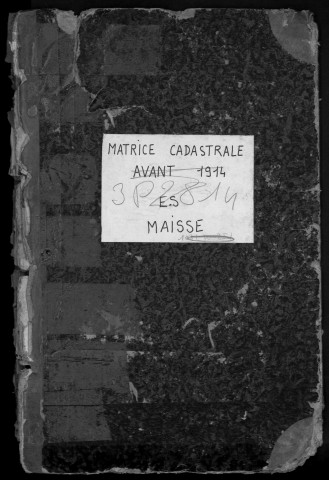 MATRICE CADASTRALE
AVANT 1914
3P2814
ES
MAISSE